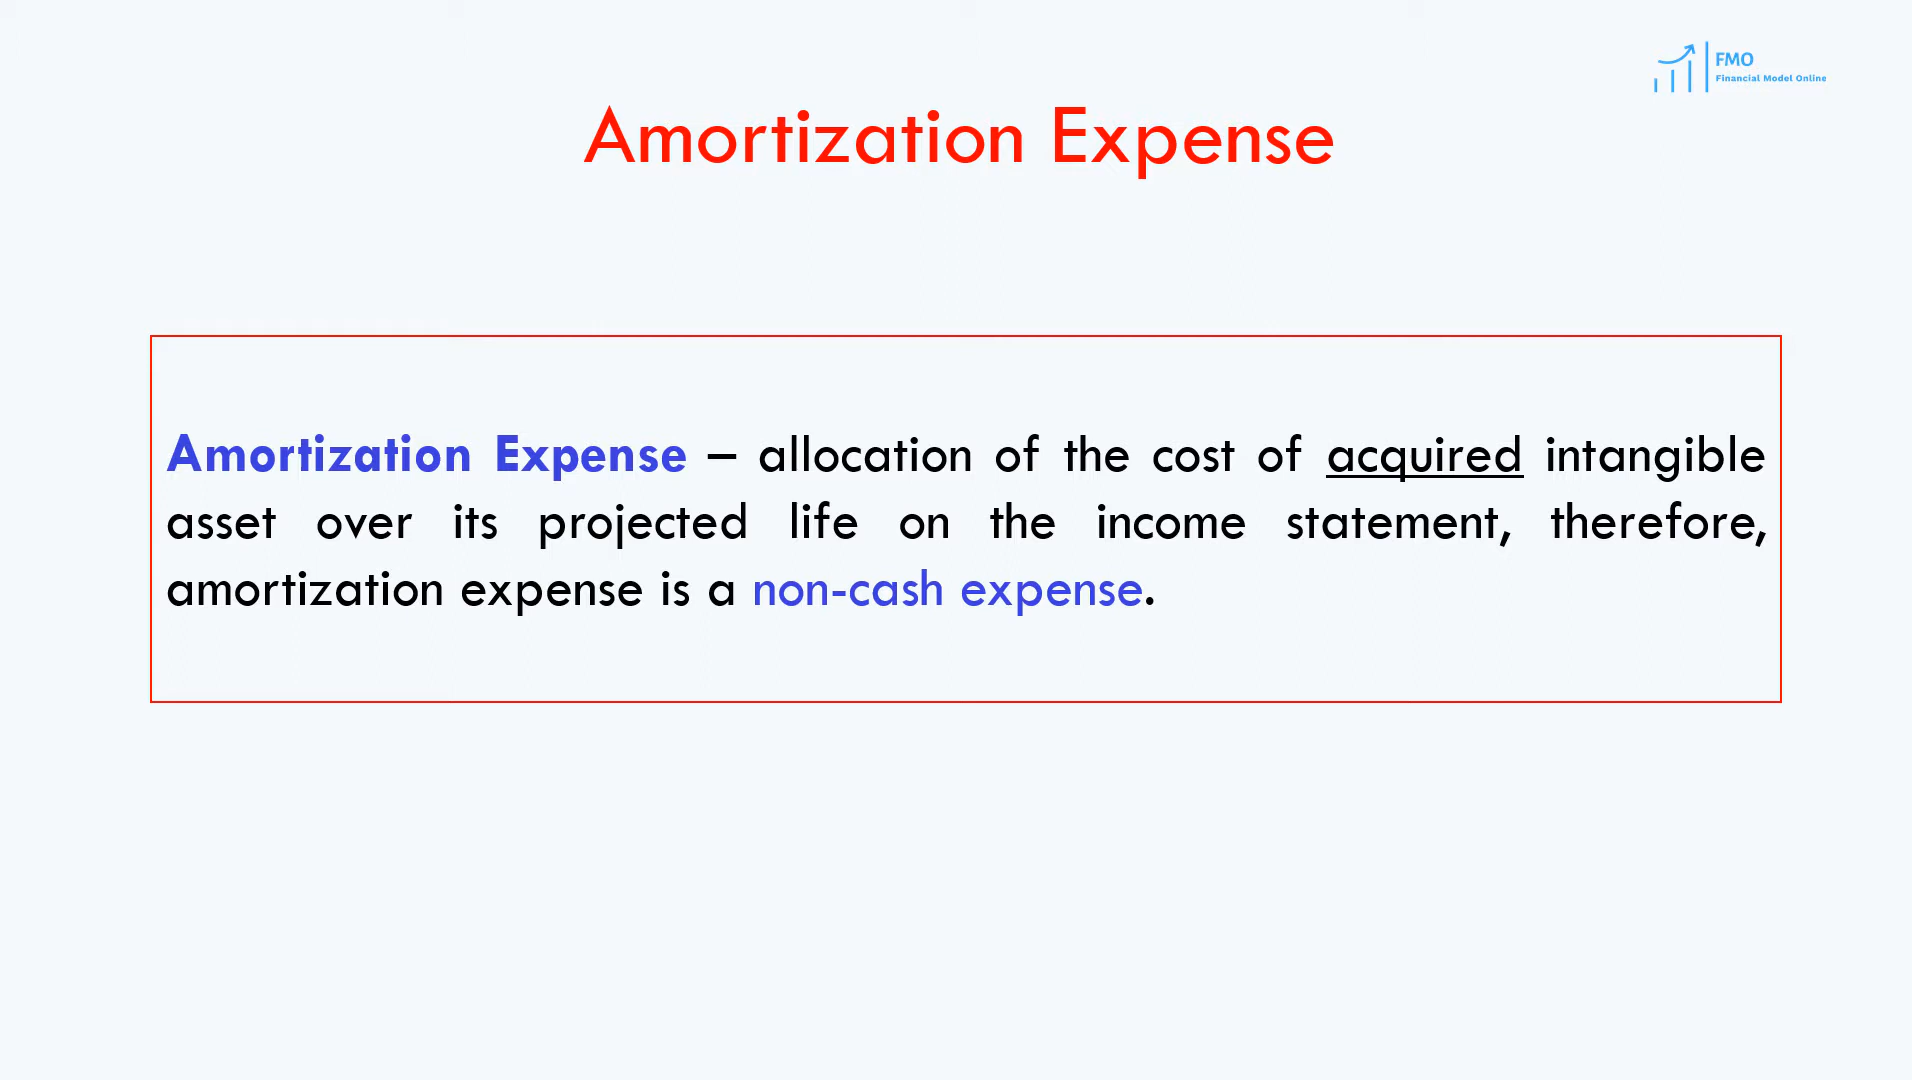 FMO
Financial Model Online
Amortization Expense
Amortization Expense – allocation of the cost of acquired intangible
asset over its projected life on the income statement, therefore,
amortization expense is a non-cash expense.